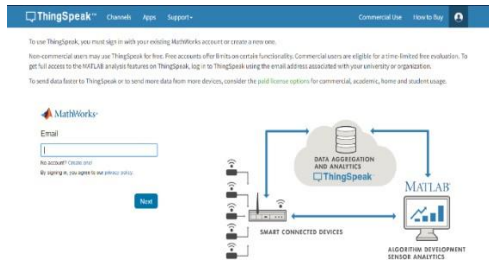 ThingSpeak™ Channels Apps Support Commercial Use How to Buy
To use ThingSpeak, you must sign in with your existing MathWorks account or create a new one.
Non-commercial users may use ThingSpeak for free. Free accounts offer limits on certain functionality. Commercial users are eligible for a time-limited free evaluation. To
get full access to the MATLAB analysis features on ThingSpeak, log in to ThingSpeak using the email address associated with your university or organization.
To send data faster to ThingSpeak or to send more data from more devices, consider the paid license options for commercial, academic, home and student usage.
MathWorks
Email
No account? Create one!
By signing in, you agree to our privacy policy.
Next
DATA AGGREGATION
AND ANALYTICS
ThingSpeak
MATLAB
SMART CONNECTED DEVICES
ALGORITHM DEVELOPMENT
SENSOR ANALYTICS